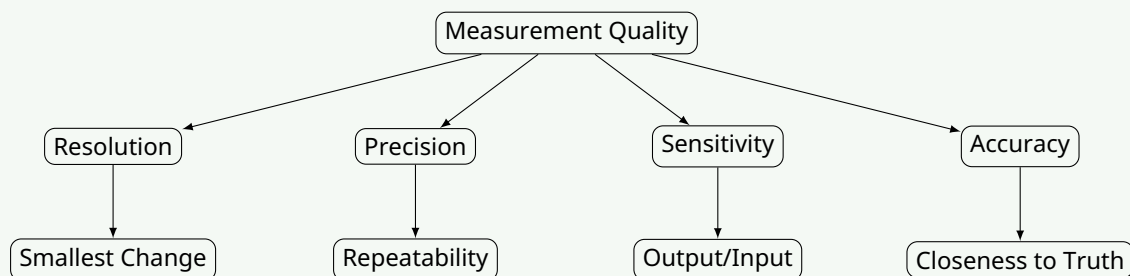 Measurement Quality
Resolution
Precision
Sensitivity
Accuracy
Smallest Change
Repeatability
Output/Input
Closeness to Truth